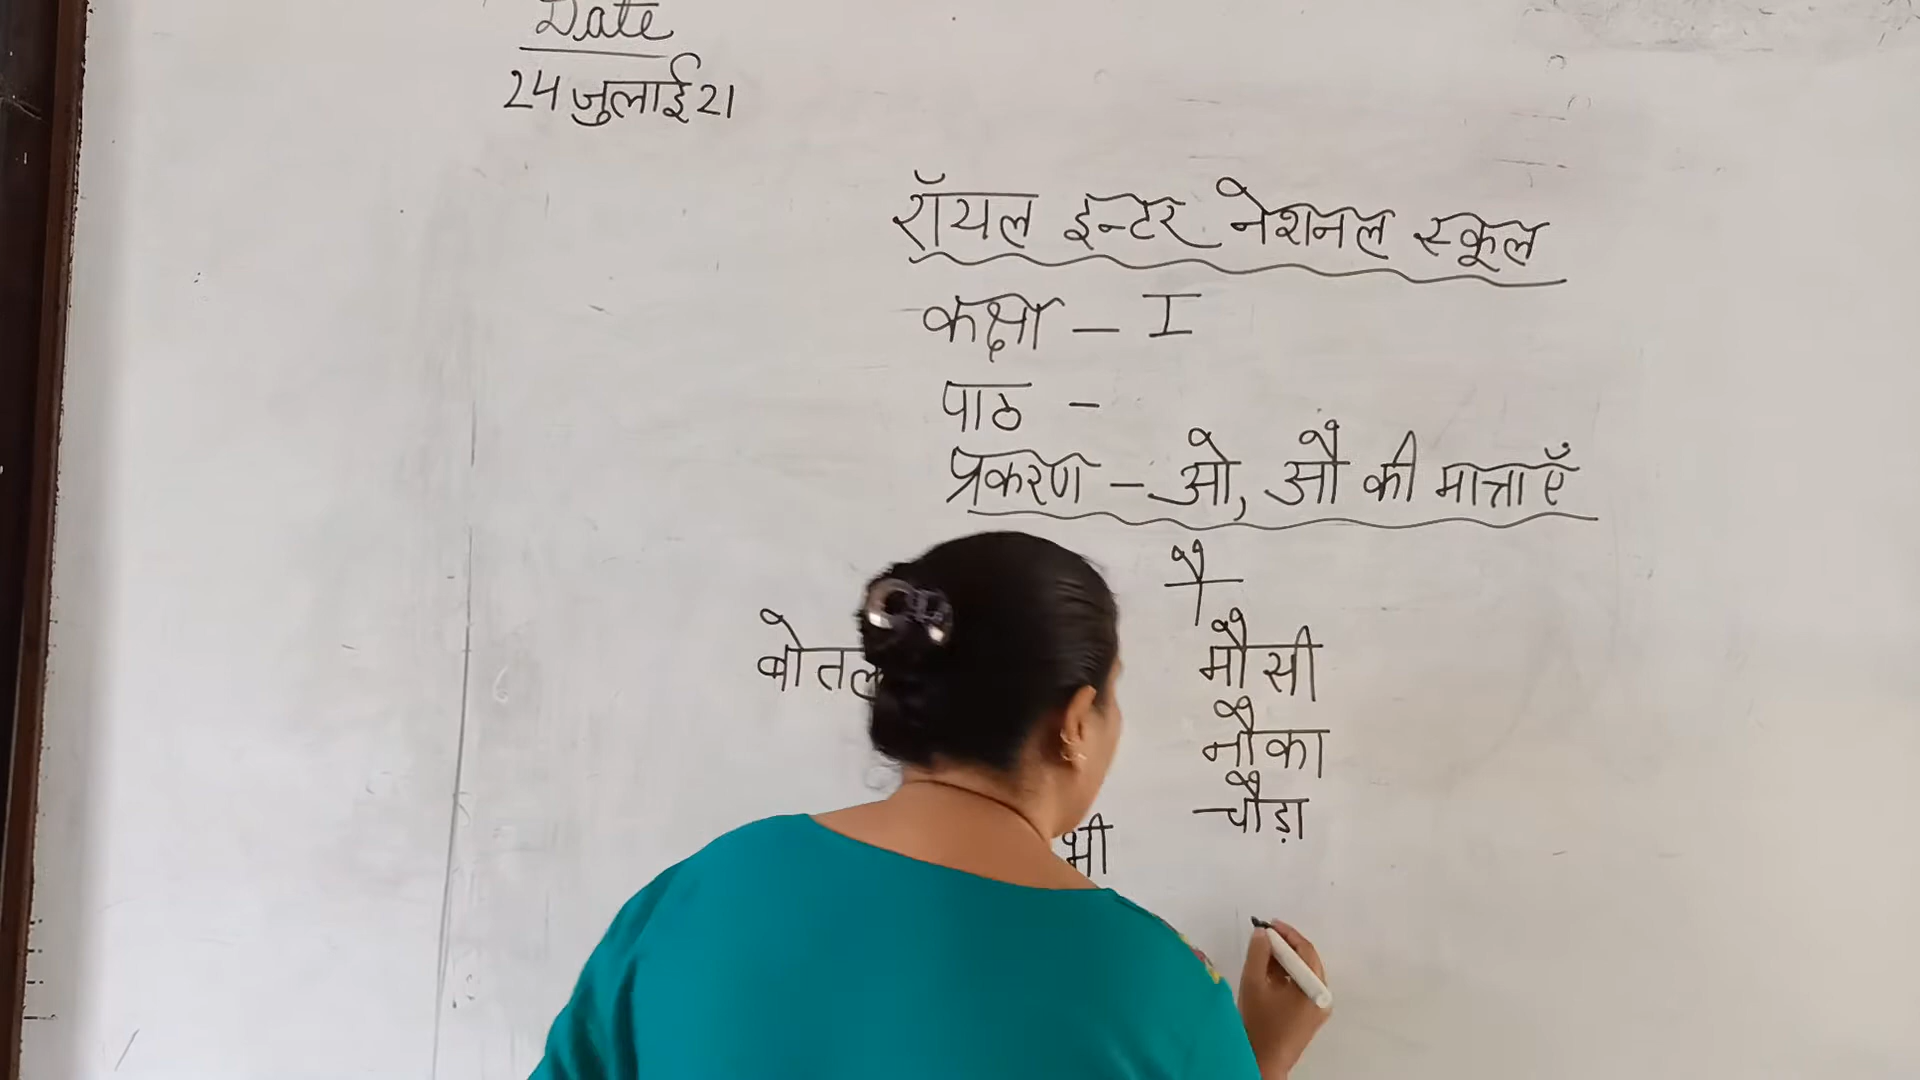 Date
24 जुलाई 21
रॉयल इन्टर नेशनल स्कूल
कक्षा - I
पाठ -
प्रकरण - ओ, औ की मात्राएँ
ौ
बोतल
मौसी
नौका
चौड़ा
भी